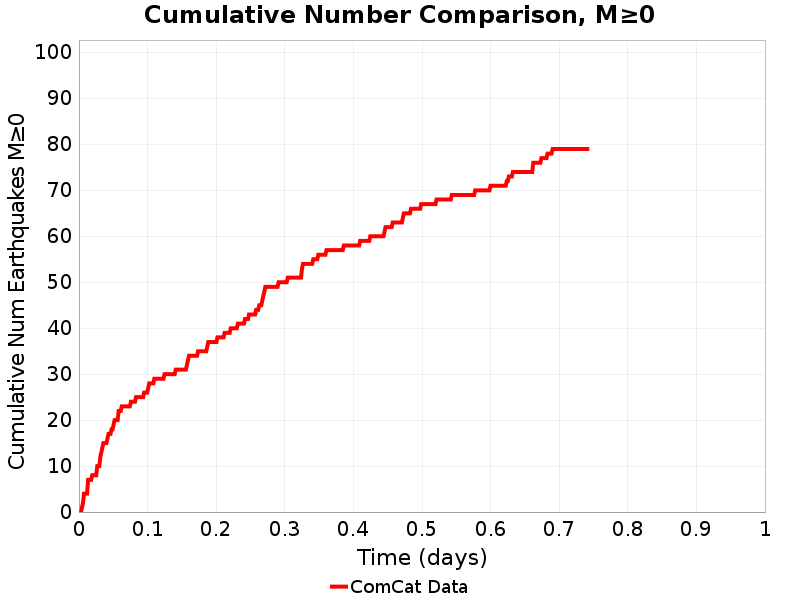 Cumulative Number Comparison, M≥0
Cumulative Num Earthquakes M≥0
100
90
80
70
60
50
40
30
20
10
0
0 0.1 0.2 0.3 0.4 0.5 0.6 0.7 0.8 0.9 1
Time (days)
ComCat Data